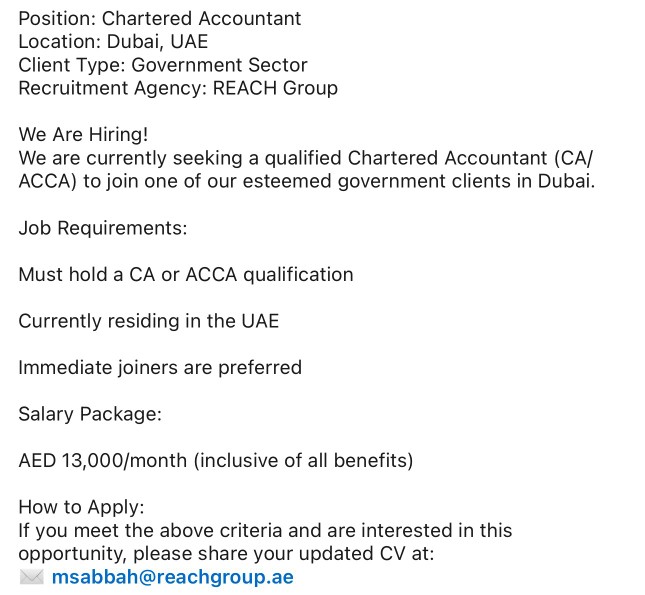 Position: Chartered Accountant
Location: Dubai, UAE
Client Type: Government Sector
Recruitment Agency: REACH Group
We Are Hiring!
We are currently seeking a qualified Chartered Accountant (CA/
ACCA) to join one of our esteemed government clients in Dubai.
Job Requirements:
Must hold a CA or ACCA qualification
Currently residing in the UAE
Immediate joiners are preferred
Salary Package:
AED 13,000/month (inclusive of all benefits)
How to Apply:
If you meet the above criteria and are interested in this
opportunity, please share your updated CV at:
msabbah@reachgroup.ae